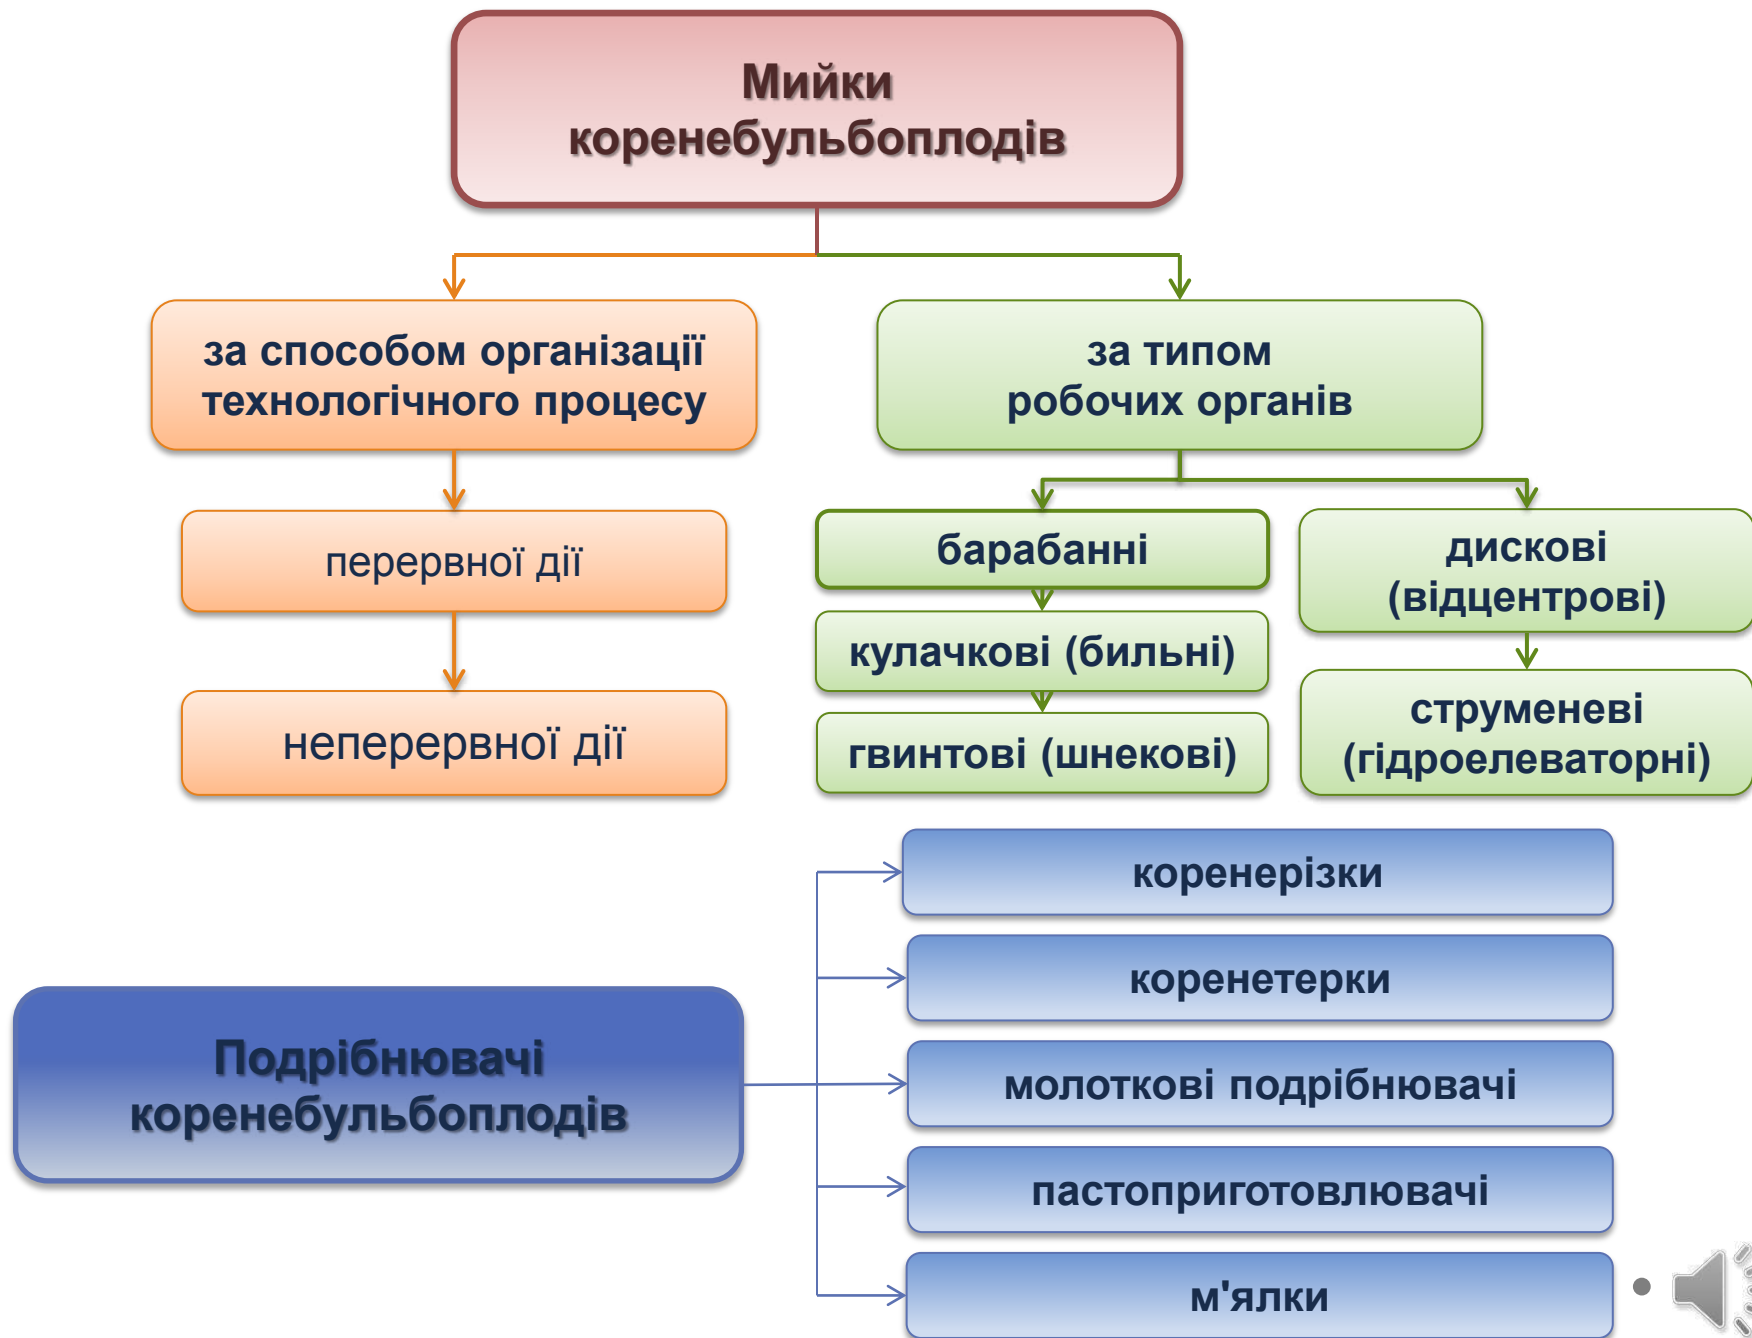 Мийки
коренебульбоплодів
за способом організації
технологічного процесу
за типом
робочих органів
перервної дії
неперервної дії
барабанні
кулачкові (бильні)
гвинтові (шнекові)
дискові
(відцентрові)
струменеві
(гідроелеваторні)
Подрібнювачі
коренебульбоплодів
коренерізки
коренетерки
молоткові подрібнювачі
пастоприготовлювачі
м'ялки